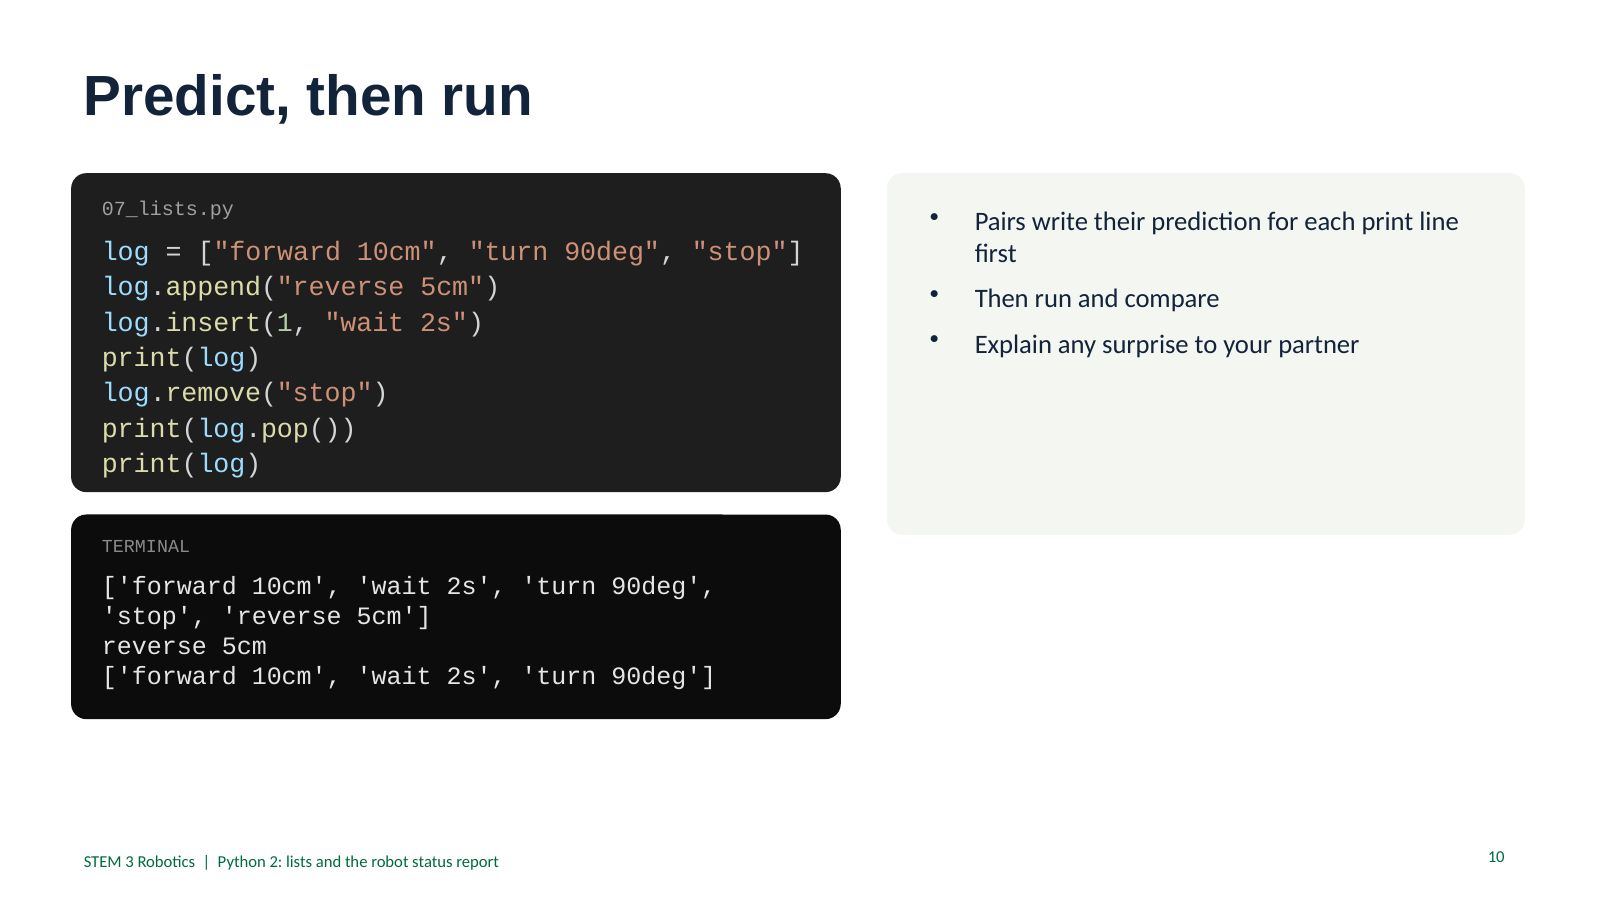 Predict, then run
07_lists.py
log = ["forward 10cm", "turn 90deg", "stop"]
log.append("reverse 5cm")
log.insert(1, "wait 2s")
print(log)
log.remove("stop")
print(log.pop())
print(log)
TERMINAL
['forward 10cm', 'wait 2s', 'turn 90deg',
'stop', 'reverse 5cm']
reverse 5cm
['forward 10cm', 'wait 2s', 'turn 90deg']
• Pairs write their prediction for each print line
first
• Then run and compare
• Explain any surprise to your partner
STEM 3 Robotics | Python 2: lists and the robot status report
10